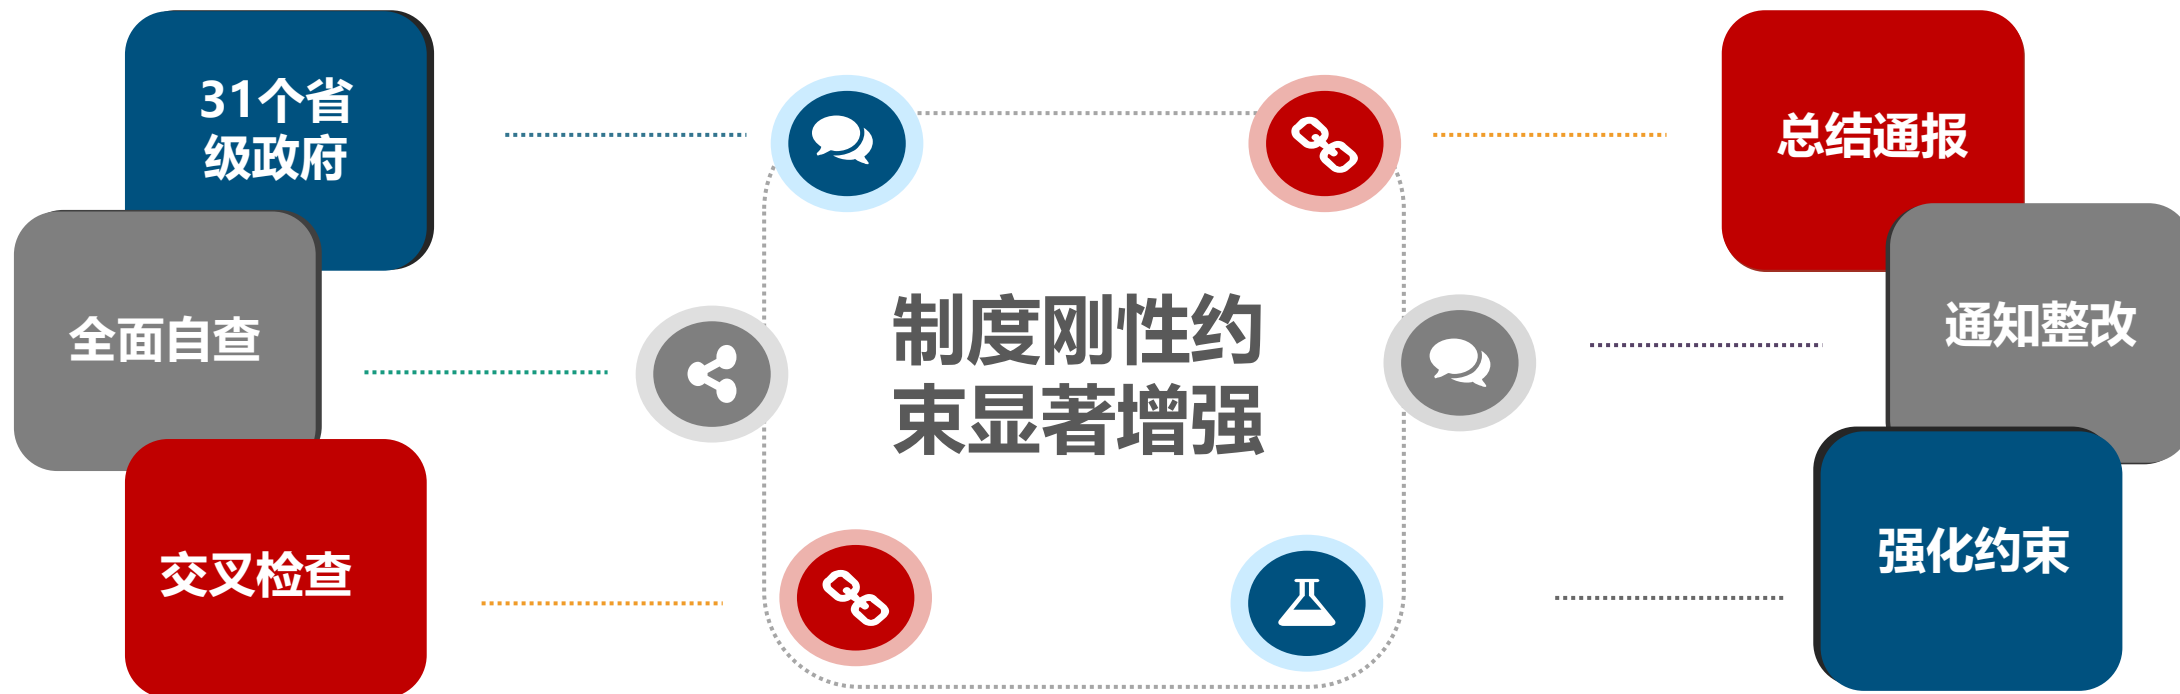 31个省
级政府
全面自查
交叉检查
制度刚性约
束显著增强
总结通报
通知整改
强化约束